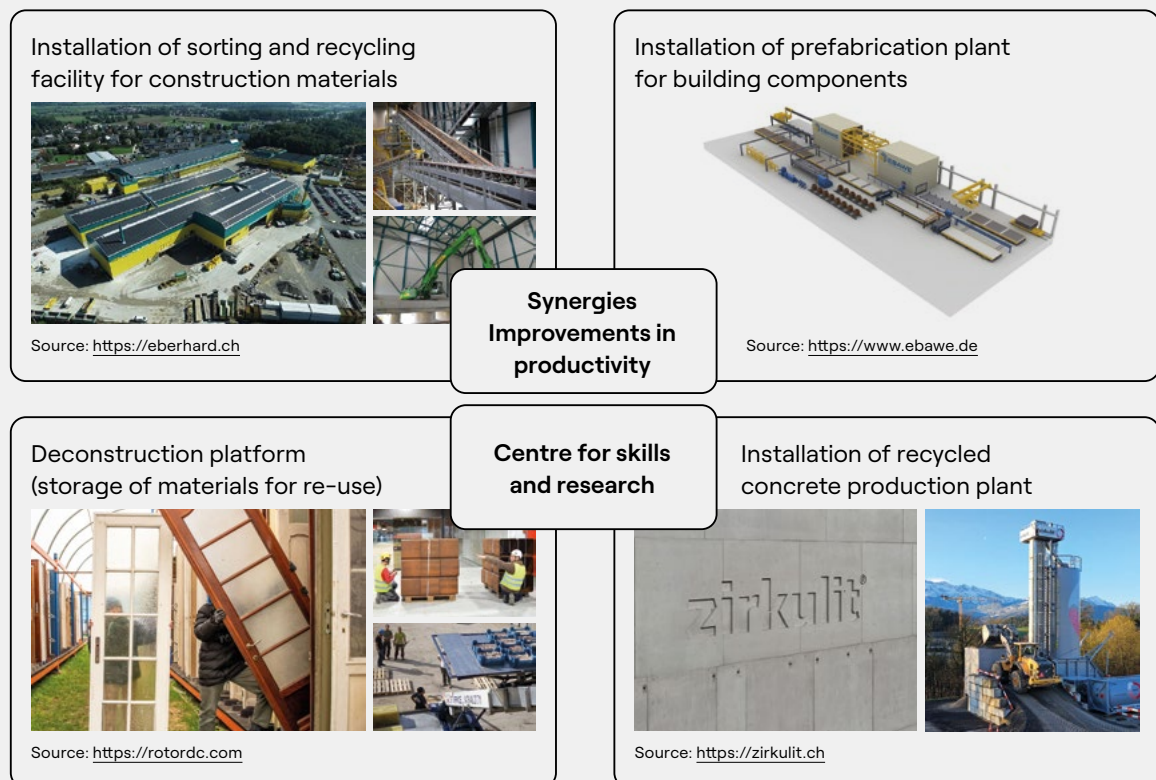 Installation of sorting and recycling
facility for construction materials
Source: https://eberhard.ch
Installation of prefabrication plant
for building components
EBAWE
Source: https://www.ebawe.de
Synergies
Improvements in
productivity
Centre for skills
and research
Deconstruction platform
(storage of materials for re-use)
Source: https://rotordc.com
Installation of recycled
concrete production plant
zirkulit®
Source: https://zirkulit.ch